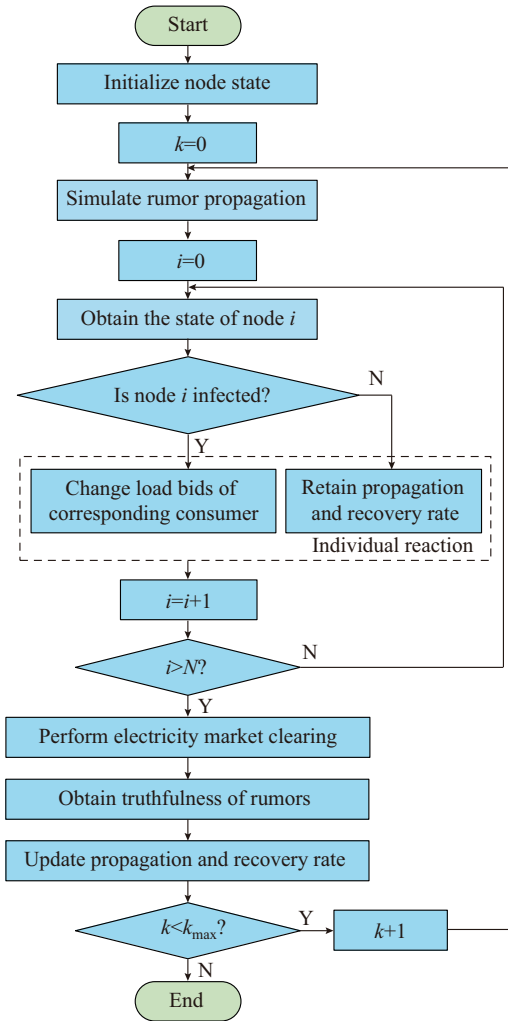 Start
Initialize node state
k=0
Simulate rumor propagation
i=0
Obtain the state of node i
Is node i infected?
N
Y
Change load bids of
corresponding consumer
Retain propagation
and recovery rate
Individual reaction
i=i+1
i>N?
N
Y
Perform electricity market clearing
Obtain truthfulness of rumors
Update propagation and recovery rate
k<kmax?
Y
k+1
N
End